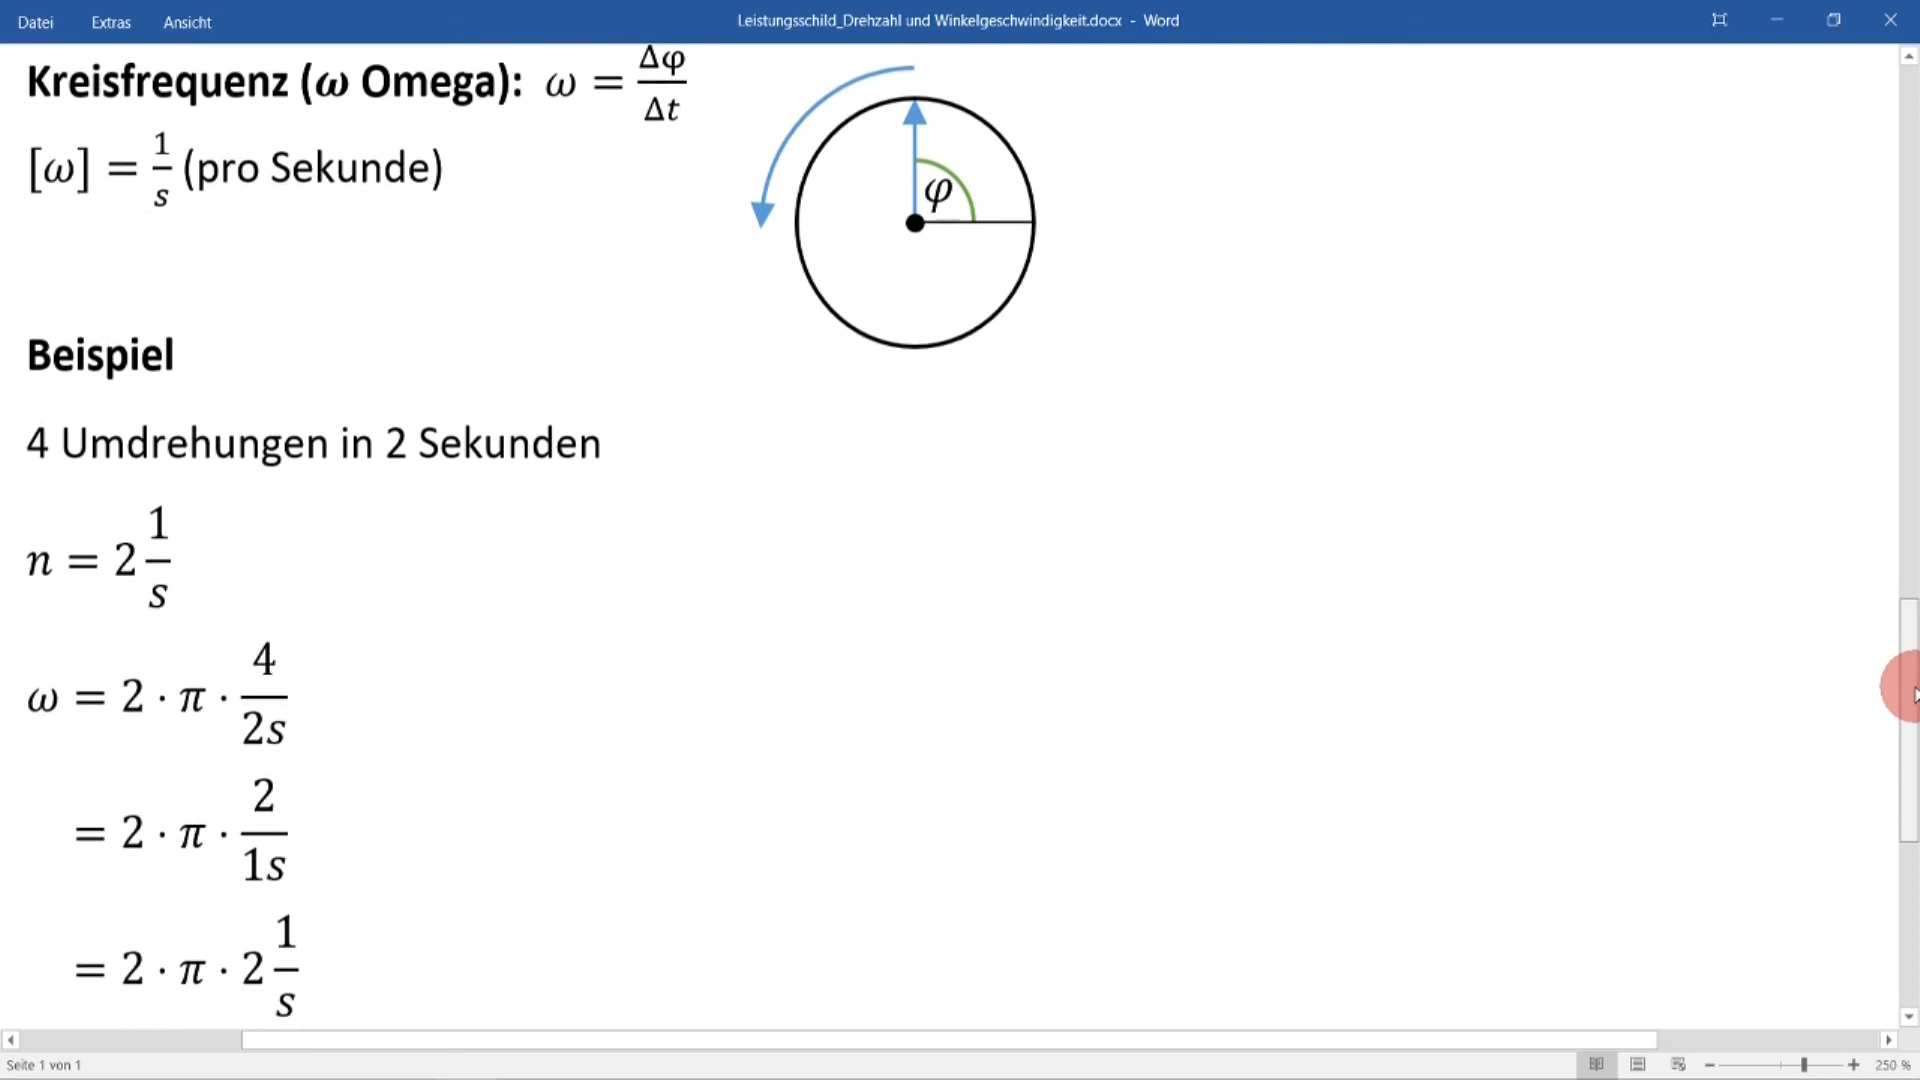 Datei Extras Ansicht Leistungsschild_Drehzahl und Winkelgeschwindigkeit.docx - Word
Kreisfrequenz (ω Omega): ω = Δφ/Δt
[ω] = 1/s (pro Sekunde)
φ
Beispiel
4 Umdrehungen in 2 Sekunden
n = 2 1/s
ω = 2 · π · 4/2s
= 2 · π · 2/1s
= 2 · π · 2 1/s
Seite 1 von 1 250 %